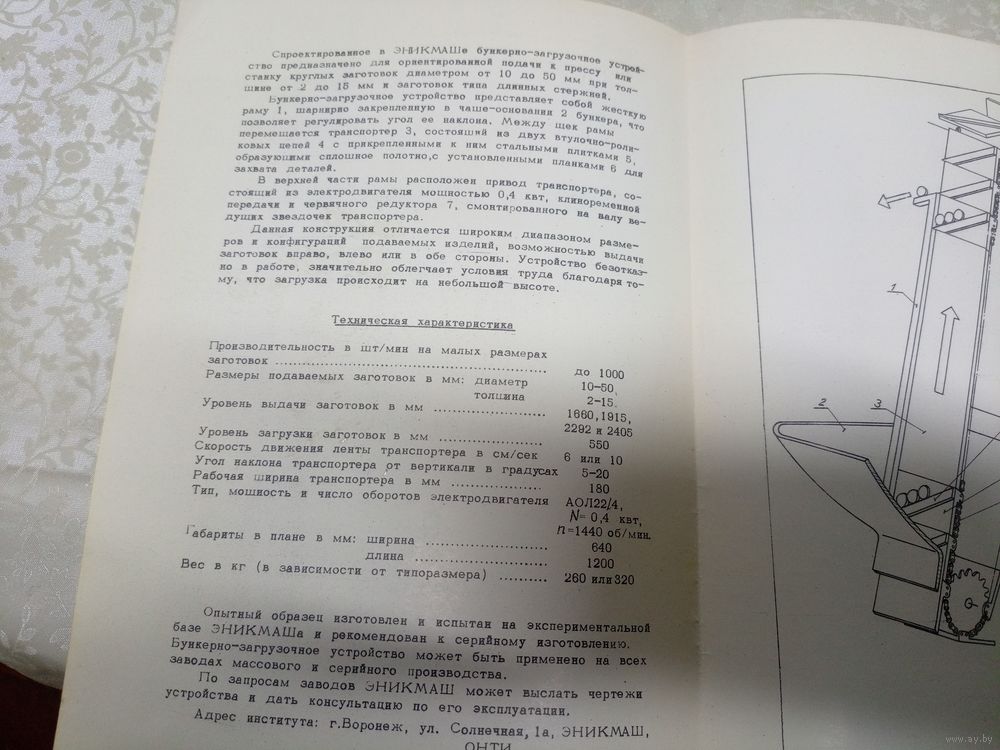 Спроектированное в ЭНИКМАШе бункерно-загрузочное устрой-
ство предназначено для ориентированной подачи к прессу или
станку круглых заготовок диаметром от 10 до 50 мм при тол-
щине от 2 до 15 мм и заготовок типа длинных стержней.
Бункерно-загрузочное устройство представляет собой жесткую
раму 1, шарнирно закрепленную в чаше-основании 2 бункера, что
позволяет регулировать угол ее наклона. Между щек рамы
перемещается транспортер 3, состоящий из двух втулочно-роли-
ковых цепей 4 с прикрепленными к ним стальными плитками 5,
образующими сплошное полотно,с установленными планками 6 для
захвата деталей.
В верхней части рамы расположен привод транспортера, со-
стоящий из электродвигателя мощностью 0,4 квт, клиноременной
передачи и червячного редуктора 7, смонтированного на валу ве-
дущих звездочек транспортера.
Данная конструкция отличается широким диапазоном разме-
ров и конфигураций подаваемых изделий, возможностью выдачи
заготовок вправо, влево или в обе стороны. Устройство безотказ-
но в работе, значительно облегчает условия труда благодаря то-
му, что загрузка происходит на небольшой высоте.
Техническая характеристика
Производительность в шт/мин на малых размерах
заготовок ........ до 1000
Размеры подаваемых заготовок в мм: диаметр 10-50
толщина 2-15
Уровень выдачи заготовок в мм ........ 1660,1915,
2292 и 2405
Уровень загрузки заготовок в мм ........ 550
Скорость движения ленты транспортера в см/сек 6 или 10
Угол наклона транспортера от вертикали в градусах 5-20
Рабочая ширина транспортера в мм ........ 180
Тип, мощность и число оборотов электродвигателя АОЛ22/4,
N= 0,4 квт,
n=1440 об/мин.
Габариты в плане в мм: ширина ........ 640
длина ........ 1200
Вес в кг (в зависимости от типоразмера) ........ 260 или 320
Опытный образец изготовлен и испытан на экспериментальной
базе ЭНИКМАШа и рекомендован к серийному изготовлению.
Бункерно-загрузочное устройство может быть применено на всех
заводах массового и серийного производства.
По запросам заводов ЭНИКМАШ может выслать чертежи
устройства и дать консультацию по его эксплуатации.
Адрес института: г.Воронеж, ул. Солнечная, 1а, ЭНИКМАШ,
ОНТИ
1
2
3
www.ay.by